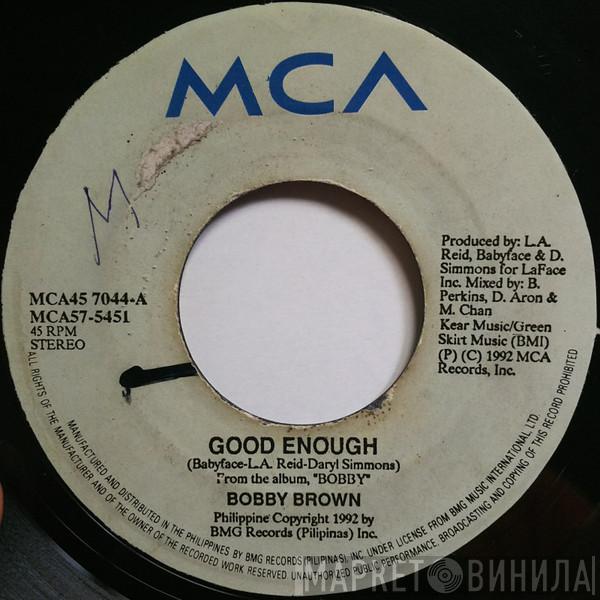 MCA
M
MCA45 7044-A
MCA57-5451
45 RPM
STEREO
Produced by: L.A.
Reid, Babyface & D.
Simmons for LaFace
Inc. Mixed by: B.
Perkins, D. Aron &
M. Chan
Kear Music/Green
Skirt Music (BMI)
(P) (C) 1992 MCA
Records, Inc.
GOOD ENOUGH
(Babyface-L.A. Reid-Daryl Simmons)
From the album, "BOBBY"
BOBBY BROWN
Philippine Copyright 1992 by
BMG Records (Pilipinas) Inc.
MANUFACTURED AND DISTRIBUTED IN THE PHILIPPINES BY BMG RECORDS (PILIPINAS) INC. UNDER LICENSE FROM BMG MUSIC INTERNATIONAL, LTD.
ALL RIGHTS OF THE MANUFACTURER AND OF THE OWNER OF THE RECORDED WORK RESERVED. UNAUTHORIZED PUBLIC PERFORMANCE, BROADCASTING AND COPYING OF THIS RECORD PROHIBITED
МАРКЕТ ВИНИЛА